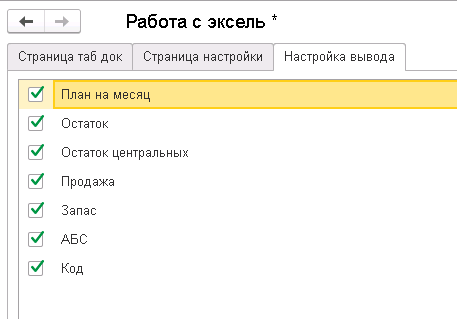 Работа с эксель *
Страница таб док Страница настройки Настройка вывода
План на месяц
Остаток
Остаток центральных
Продажа
Запас
АБС
Код